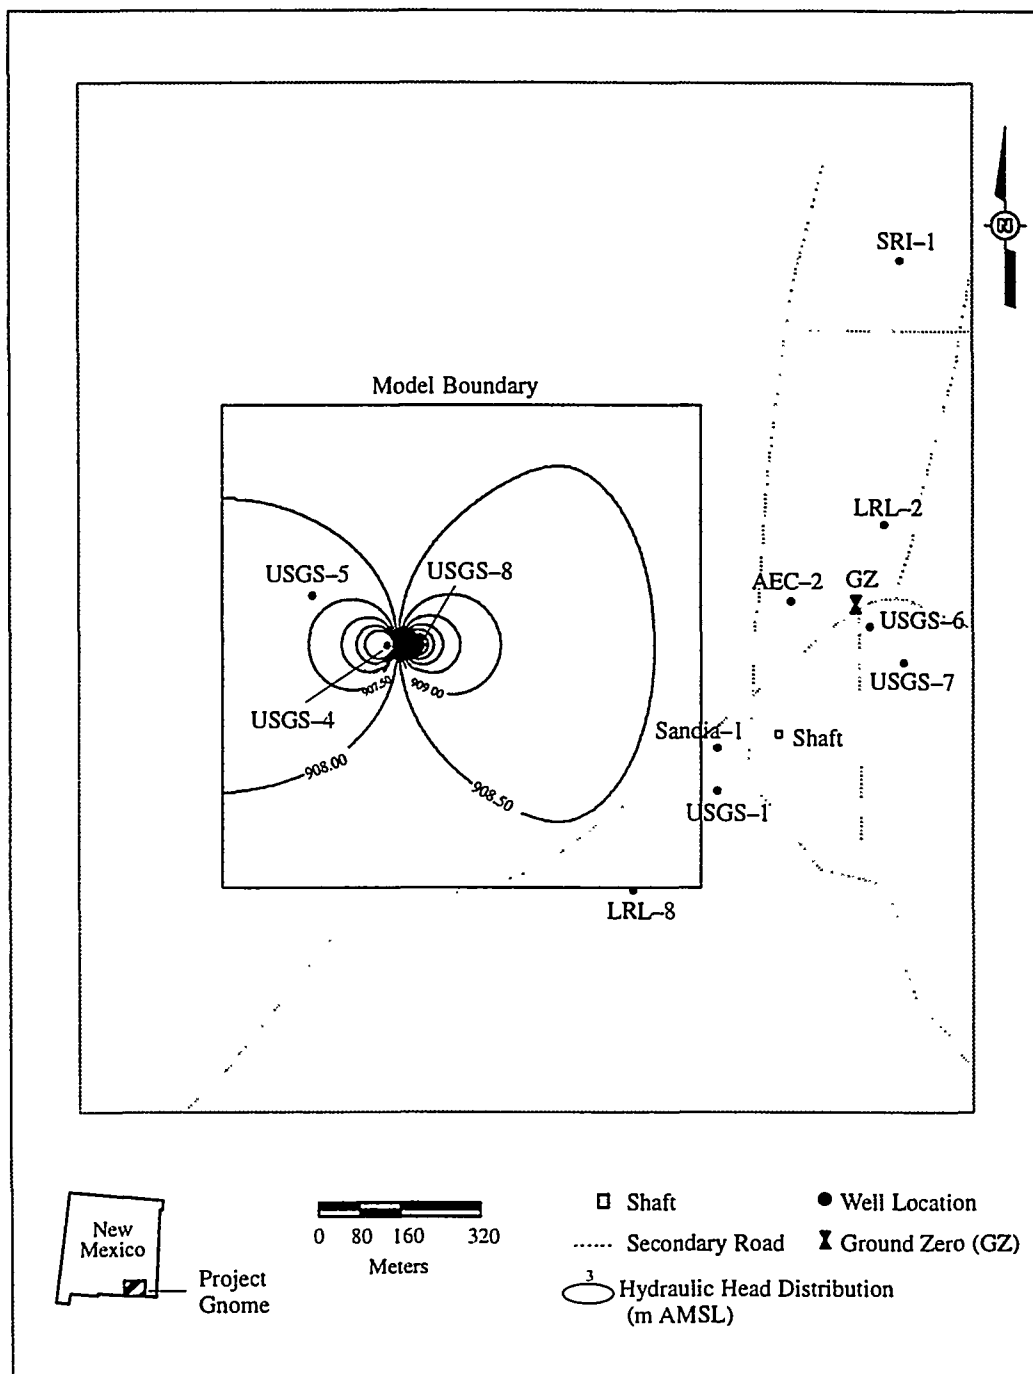 N
SRI–1
Model Boundary
LRL–2
USGS–5
USGS–8
AEC–2
GZ
USGS–6
USGS–7
907.50
909.00
USGS–4
Sandia–1
Shaft
908.00
908.50
USGS–1
LRL–8
New
Mexico
Project
Gnome
0 80 160 320
Meters
Shaft
Well Location
Secondary Road
Ground Zero (GZ)
3
Hydraulic Head Distribution
(m AMSL)